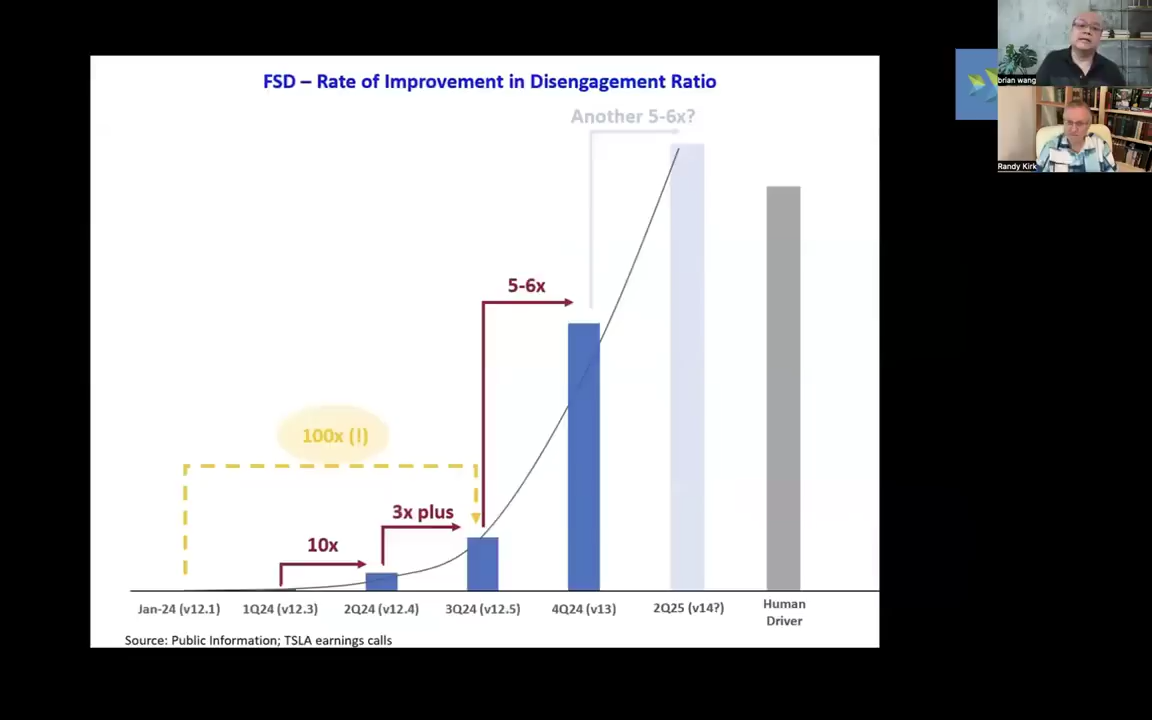 FSD – Rate of Improvement in Disengagement Ratio
Another 5-6x?
5-6x
100x (!)
3x plus
10x
Jan-24 (v12.1)
1Q24 (v12.3)
2Q24 (v12.4)
3Q24 (v12.5)
4Q24 (v13)
2Q25 (v14?)
Human
Driver
Source: Public Information; TSLA earnings calls
brian wang
Randy Kirk